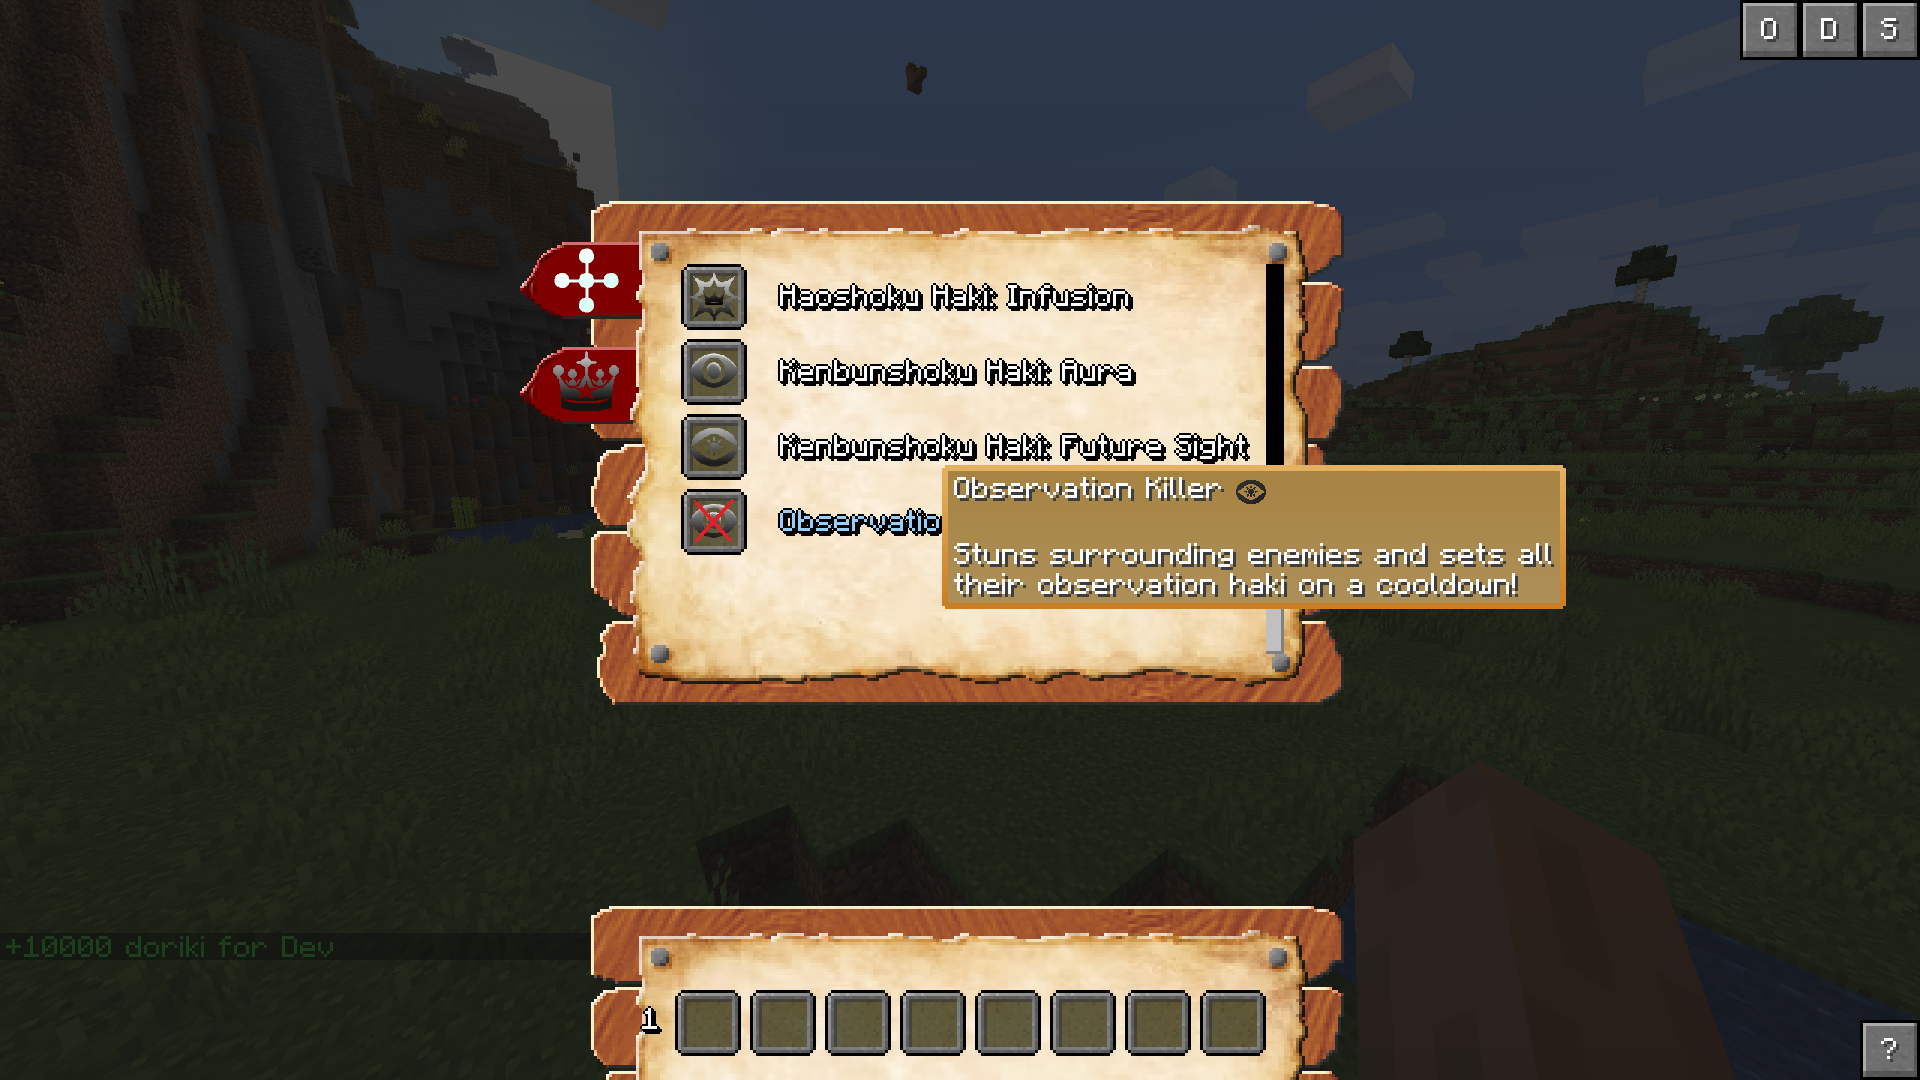 O D S
Haoshoku Haki: Infusion
Kenbunshoku Haki: Aura
Kenbunshoku Haki: Future Sight
Observatio
Observation Killer
Stuns surrounding enemies and sets all
their observation haki on a cooldown!
+10000 doriki for Dev
1
?